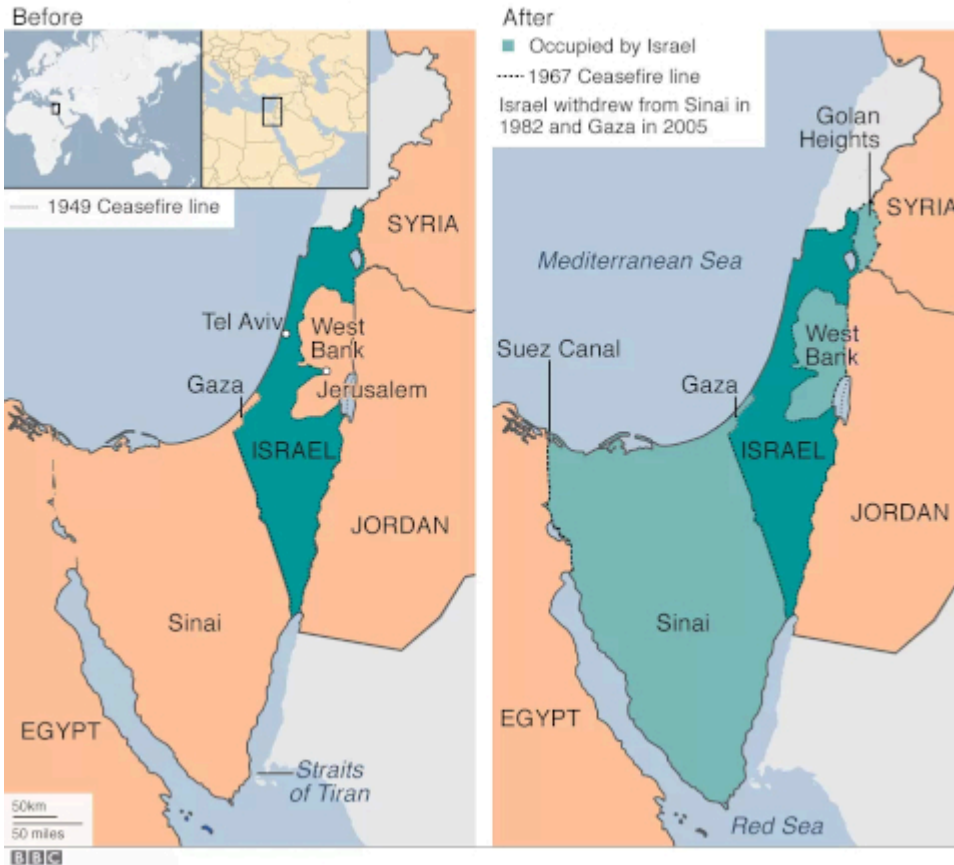 Before
1949 Ceasefire line
SYRIA
Tel Aviv
West
Bank
Gaza
Jerusalem
ISRAEL
JORDAN
Sinai
EGYPT
Straits
of Tiran
50km
50 miles
BBC
After
Occupied by Israel
1967 Ceasefire line
Israel withdrew from Sinai in
1982 and Gaza in 2005
Golan
Heights
SYRIA
Mediterranean Sea
West
Bank
Suez Canal
Gaza
ISRAEL
JORDAN
Sinai
EGYPT
Red Sea